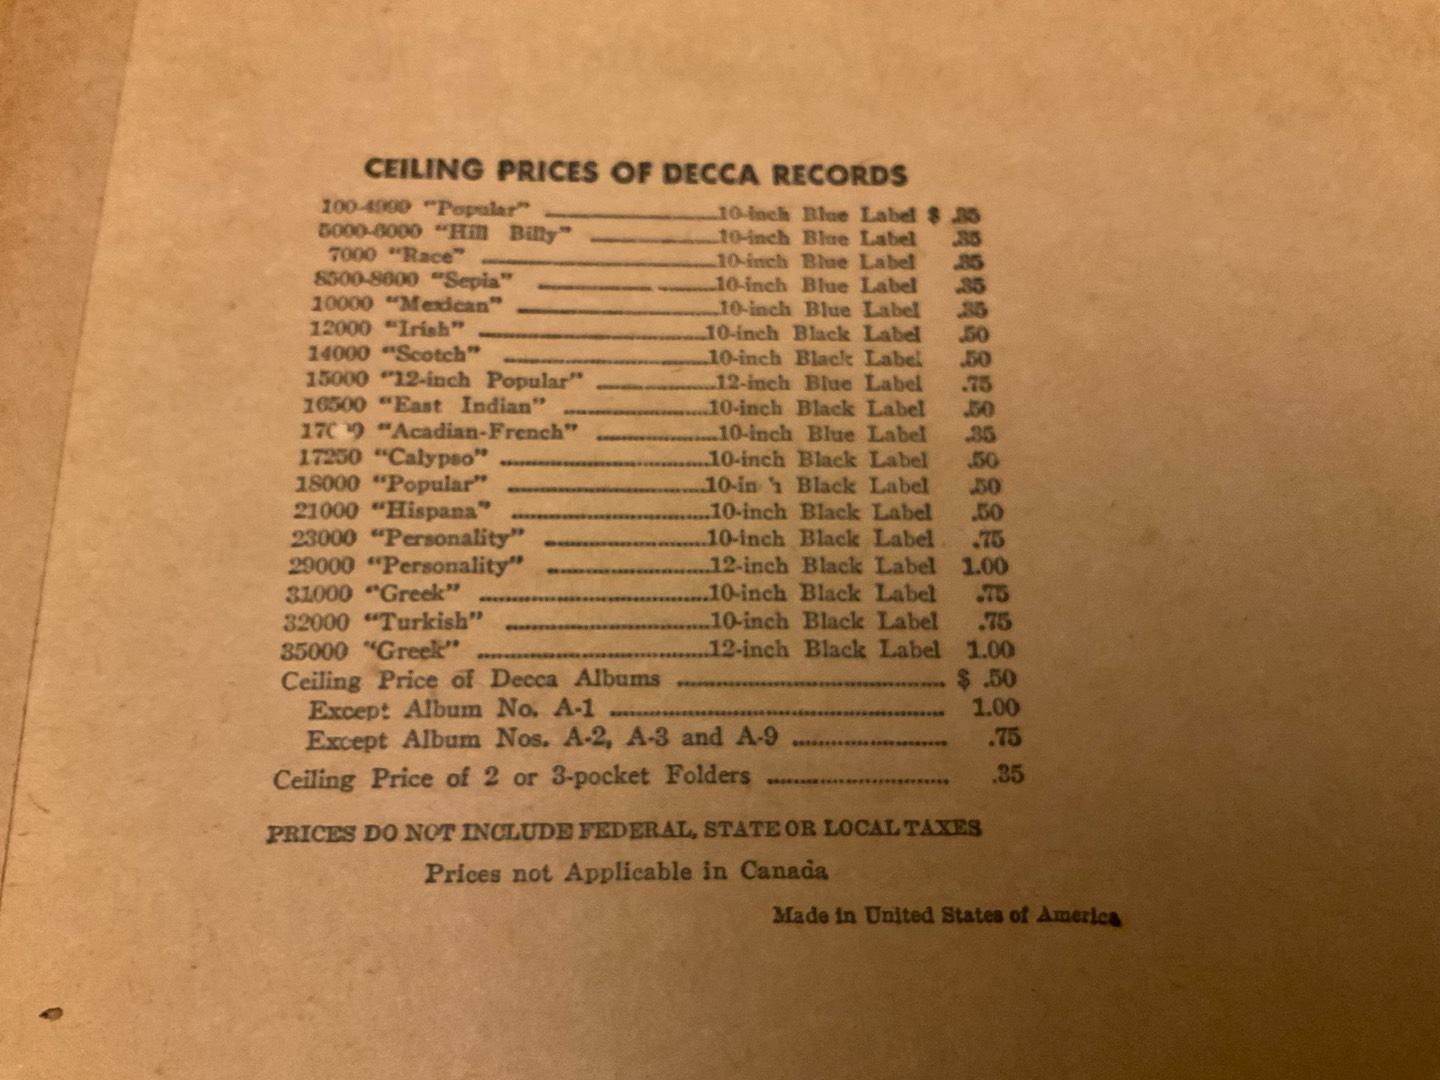 CEILING PRICES OF DECCA RECORDS
100-4000 "Popular" 10-inch Blue Label $ .35
5000-6000 "Hill Billy" 10-inch Blue Label .35
7000 "Race" 10-inch Blue Label .35
8500-8600 "Sepia" 10-inch Blue Label .35
10000 "Mexican" 10-inch Blue Label .35
12000 "Irish" 10-inch Black Label .50
14000 "Scotch" 10-inch Black Label .50
15000 "12-inch Popular" 12-inch Blue Label .75
16500 "East Indian" 10-inch Black Label .50
"Acadian-French" 10-inch Blue Label .35
17250 "Calypso" 10-inch Black Label .50
18000 "Popular" Black Label .50
21000 "Hispana" 10-inch Black Label .50
23000 "Personality" 10-inch Black Label .75
29000 "Personality" 12-inch Black Label 1.00
31000 "Greek" 10-inch Black Label .75
32000 "Turkish" 10-inch Black Label .75
35000 "Greek" 12-inch Black Label 1.00
Ceiling Price of Decca Albums $ .50
Except Album No. A-1 1.00
Except Album Nos. A-2, A-3 and A-9 .75
Ceiling Price of 2 or 3-pocket Folders .35
PRICES DO NOT INCLUDE FEDERAL, STATE OR LOCAL TAXES
Prices not Applicable in Canada
Made in United States of America